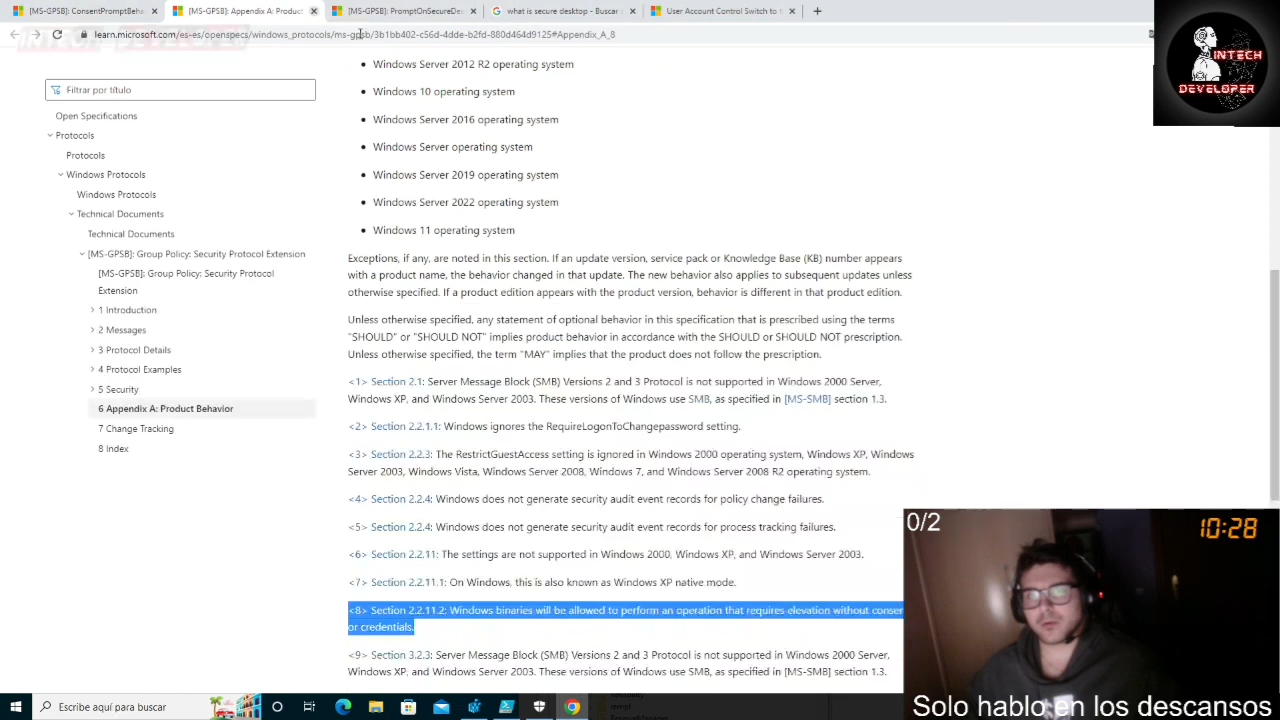 [MS-GPSB]: ConsentPromptBeha
[MS-GPSB]: Appendix A: Product
[MS-GPSB]: PromptOnSecureDes
what is secure desktop - Buscar
User Account Control Switch to t
learn.microsoft.com/es-es/openspecs/windows_protocols/ms-gpsb/3b1bb402-c56d-4dde-b2fd-880d464d9125#Appendix_A_8
INTECH DEVELOPER
INTECH
DEVELOPER
Filtrar por título
Open Specifications
Protocols
Protocols
Windows Protocols
Windows Protocols
Technical Documents
Technical Documents
[MS-GPSB]: Group Policy: Security Protocol Extension
[MS-GPSB]: Group Policy: Security Protocol
Extension
1 Introduction
2 Messages
3 Protocol Details
4 Protocol Examples
5 Security
6 Appendix A: Product Behavior
7 Change Tracking
8 Index
Windows Server 2012 R2 operating system
Windows 10 operating system
Windows Server 2016 operating system
Windows Server operating system
Windows Server 2019 operating system
Windows Server 2022 operating system
Windows 11 operating system
Exceptions, if any, are noted in this section. If an update version, service pack or Knowledge Base (KB) number appears
with a product name, the behavior changed in that update. The new behavior also applies to subsequent updates unless
otherwise specified. If a product edition appears with the product version, behavior is different in that product edition.
Unless otherwise specified, any statement of optional behavior in this specification that is prescribed using the terms
"SHOULD" or "SHOULD NOT" implies product behavior in accordance with the SHOULD or SHOULD NOT prescription.
Unless otherwise specified, the term "MAY" implies that the product does not follow the prescription.
<1> Section 2.1: Server Message Block (SMB) Versions 2 and 3 Protocol is not supported in Windows 2000 Server,
Windows XP, and Windows Server 2003. These versions of Windows use SMB, as specified in [MS-SMB] section 1.3.
<2> Section 2.2.1.1: Windows ignores the RequireLogonToChangepassword setting.
<3> Section 2.2.3: The RestrictGuestAccess setting is ignored in Windows 2000 operating system, Windows XP, Windows
Server 2003, Windows Vista, Windows Server 2008, Windows 7, and Windows Server 2008 R2 operating system.
<4> Section 2.2.4: Windows does not generate security audit event records for policy change failures.
<5> Section 2.2.4: Windows does not generate security audit event records for process tracking failures.
<6> Section 2.2.11: The settings are not supported in Windows 2000, Windows XP, and Windows Server 2003.
<7> Section 2.2.11.1: On Windows, this is also known as Windows XP native mode.
<8> Section 2.2.11.2: Windows binaries will be allowed to perform an operation that requires elevation without conser
or credentials.
<9> Section 3.2.3: Server Message Block (SMB) Versions 2 and 3 Protocol is not supported in Windows 2000 Server,
Windows XP, and Windows Server 2003. These versions of Windows use SMB, as specified in [MS-SMB] section 1.3.
0/2
10:28
Solo hablo en los descansos
Escribe aquí para buscar